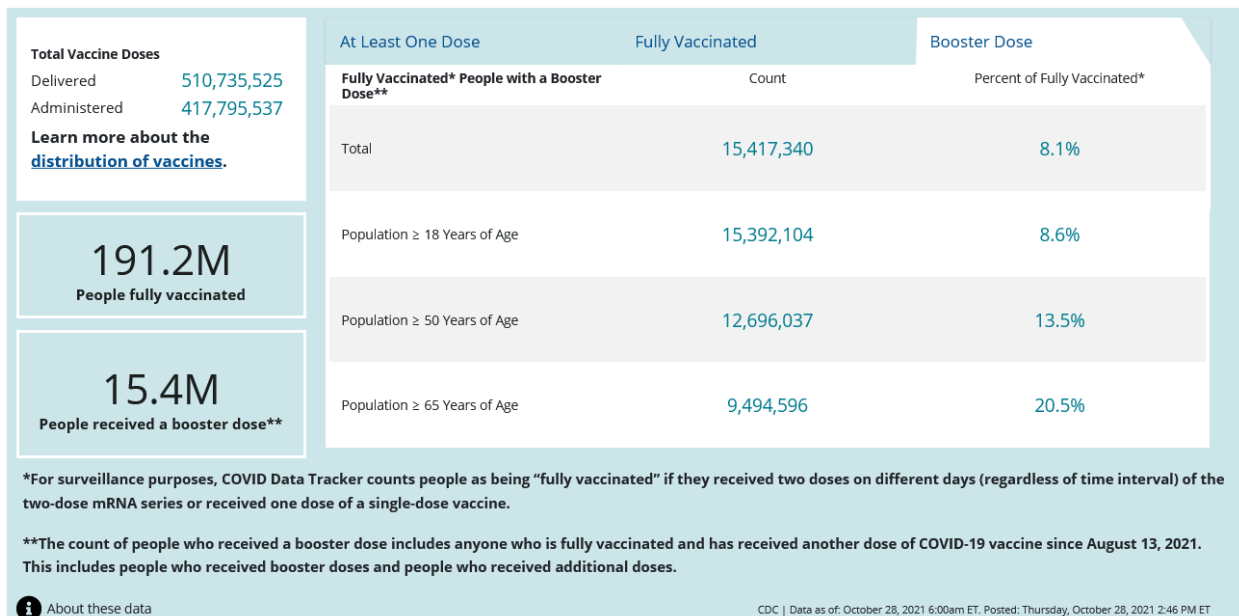 Total Vaccine Doses
Delivered 510,735,525
Administered 417,795,537
Learn more about the
distribution of vaccines.
191.2M
People fully vaccinated
15.4M
People received a booster dose**
At Least One Dose Fully Vaccinated Booster Dose
Fully Vaccinated* People with a Booster
Dose** Count Percent of Fully Vaccinated*
Total 15,417,340 8.1%
Population ≥ 18 Years of Age 15,392,104 8.6%
Population ≥ 50 Years of Age 12,696,037 13.5%
Population ≥ 65 Years of Age 9,494,596 20.5%
*For surveillance purposes, COVID Data Tracker counts people as being “fully vaccinated” if they received two doses on different days (regardless of time interval) of the
two-dose mRNA series or received one dose of a single-dose vaccine.
**The count of people who received a booster dose includes anyone who is fully vaccinated and has received another dose of COVID-19 vaccine since August 13, 2021.
This includes people who received booster doses and people who received additional doses.
i About these data
CDC | Data as of: October 28, 2021 6:00am ET. Posted: Thursday, October 28, 2021 2:46 PM ET